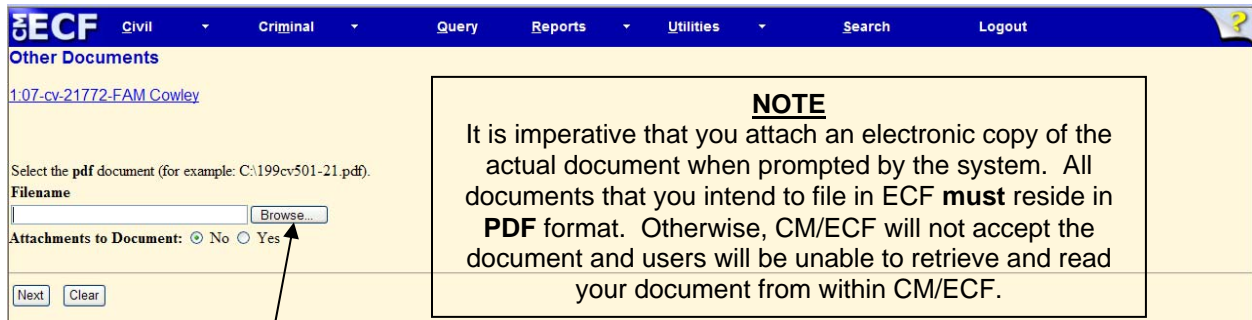 CM ECF Civil Criminal Query Reports Utilities Search Logout ?
Other Documents
1:07-cv-21772-FAM Cowley
Select the pdf document (for example: C:\199cv501-21.pdf).
Filename
Browse...
Attachments to Document: No Yes
Next Clear
NOTE
It is imperative that you attach an electronic copy of the
actual document when prompted by the system. All
documents that you intend to file in ECF must reside in
PDF format. Otherwise, CM/ECF will not accept the
document and users will be unable to retrieve and read
your document from within CM/ECF.